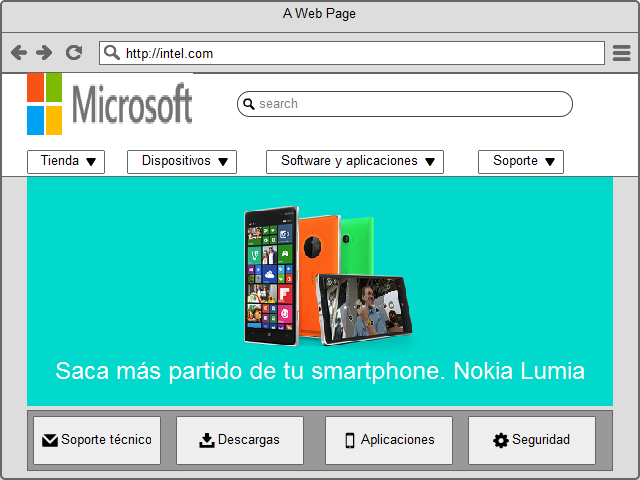 A Web Page
http://intel.com
Microsoft
search
Tienda
Dispositivos
Software y aplicaciones
Soporte
Saca más partido de tu smartphone. Nokia Lumia
Soporte técnico
Descargas
Aplicaciones
Seguridad